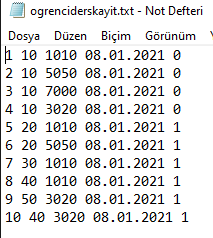 ogrenciderskayit.txt - Not Defteri
Dosya Düzen Biçim Görünüm
1 10 1010 08.01.2021 0
2 10 5050 08.01.2021 0
3 10 7000 08.01.2021 0
4 10 3020 08.01.2021 0
5 20 1010 08.01.2021 1
6 20 5050 08.01.2021 1
7 30 1010 08.01.2021 1
8 40 1010 08.01.2021 1
9 50 3020 08.01.2021 1
10 40 3020 08.01.2021 1